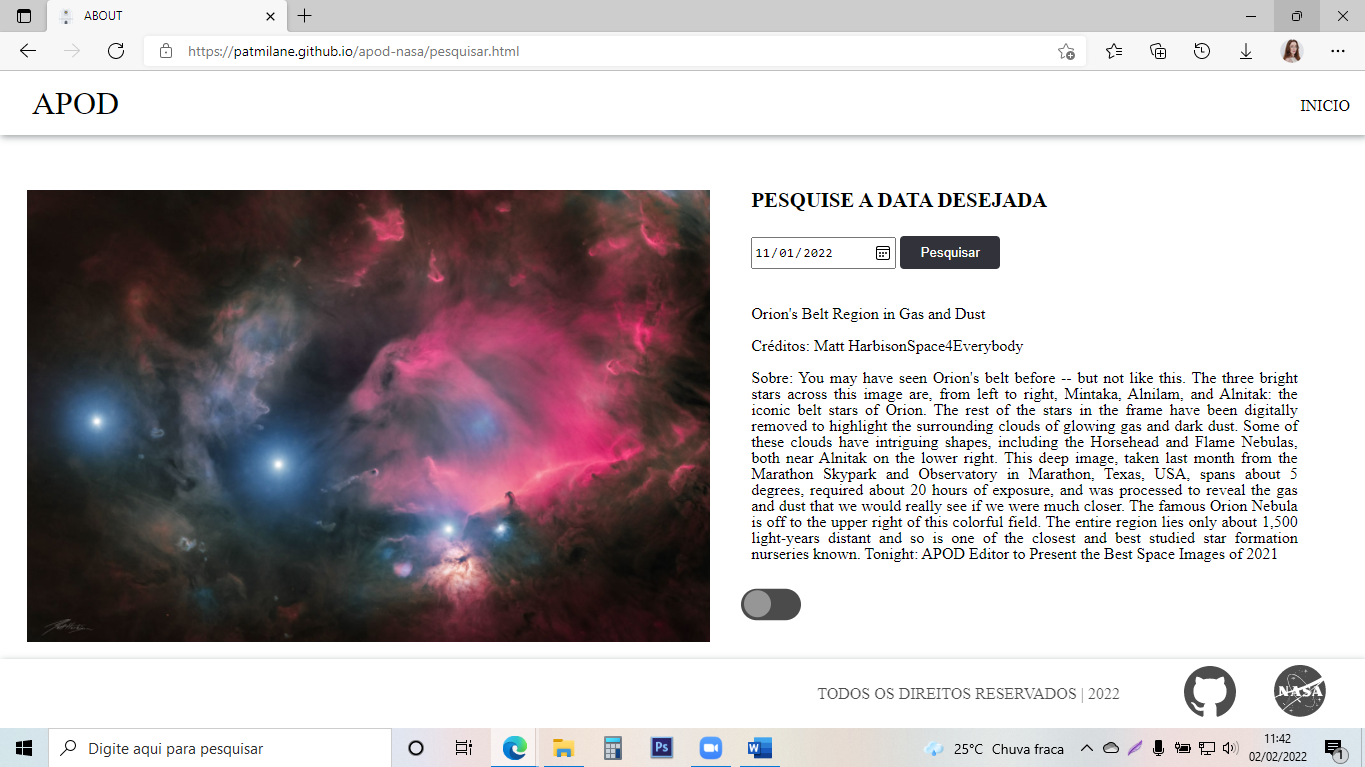 ABOUT
https://patmilane.github.io/apod-nasa/pesquisar.html
APOD
INICIO
PESQUISE A DATA DESEJADA
11/01/2022
Pesquisar
Orion's Belt Region in Gas and Dust
Créditos: Matt HarbisonSpace4Everybody
Sobre: You may have seen Orion's belt before -- but not like this. The three bright
stars across this image are, from left to right, Mintaka, Alnilam, and Alnitak: the
iconic belt stars of Orion. The rest of the stars in the frame have been digitally
removed to highlight the surrounding clouds of glowing gas and dark dust. Some of
these clouds have intriguing shapes, including the Horsehead and Flame Nebulas,
both near Alnitak on the lower right. This deep image, taken last month from the
Marathon Skypark and Observatory in Marathon, Texas, USA, spans about 5
degrees, required about 20 hours of exposure, and was processed to reveal the gas
and dust that we would really see if we were much closer. The famous Orion Nebula
is off to the upper right of this colorful field. The entire region lies only about 1,500
light-years distant and so is one of the closest and best studied star formation
nurseries known. Tonight: APOD Editor to Present the Best Space Images of 2021
TODOS OS DIREITOS RESERVADOS | 2022
NASA
Digite aqui para pesquisar
Ps
W
25°C Chuva fraca
11:42
02/02/2022
1